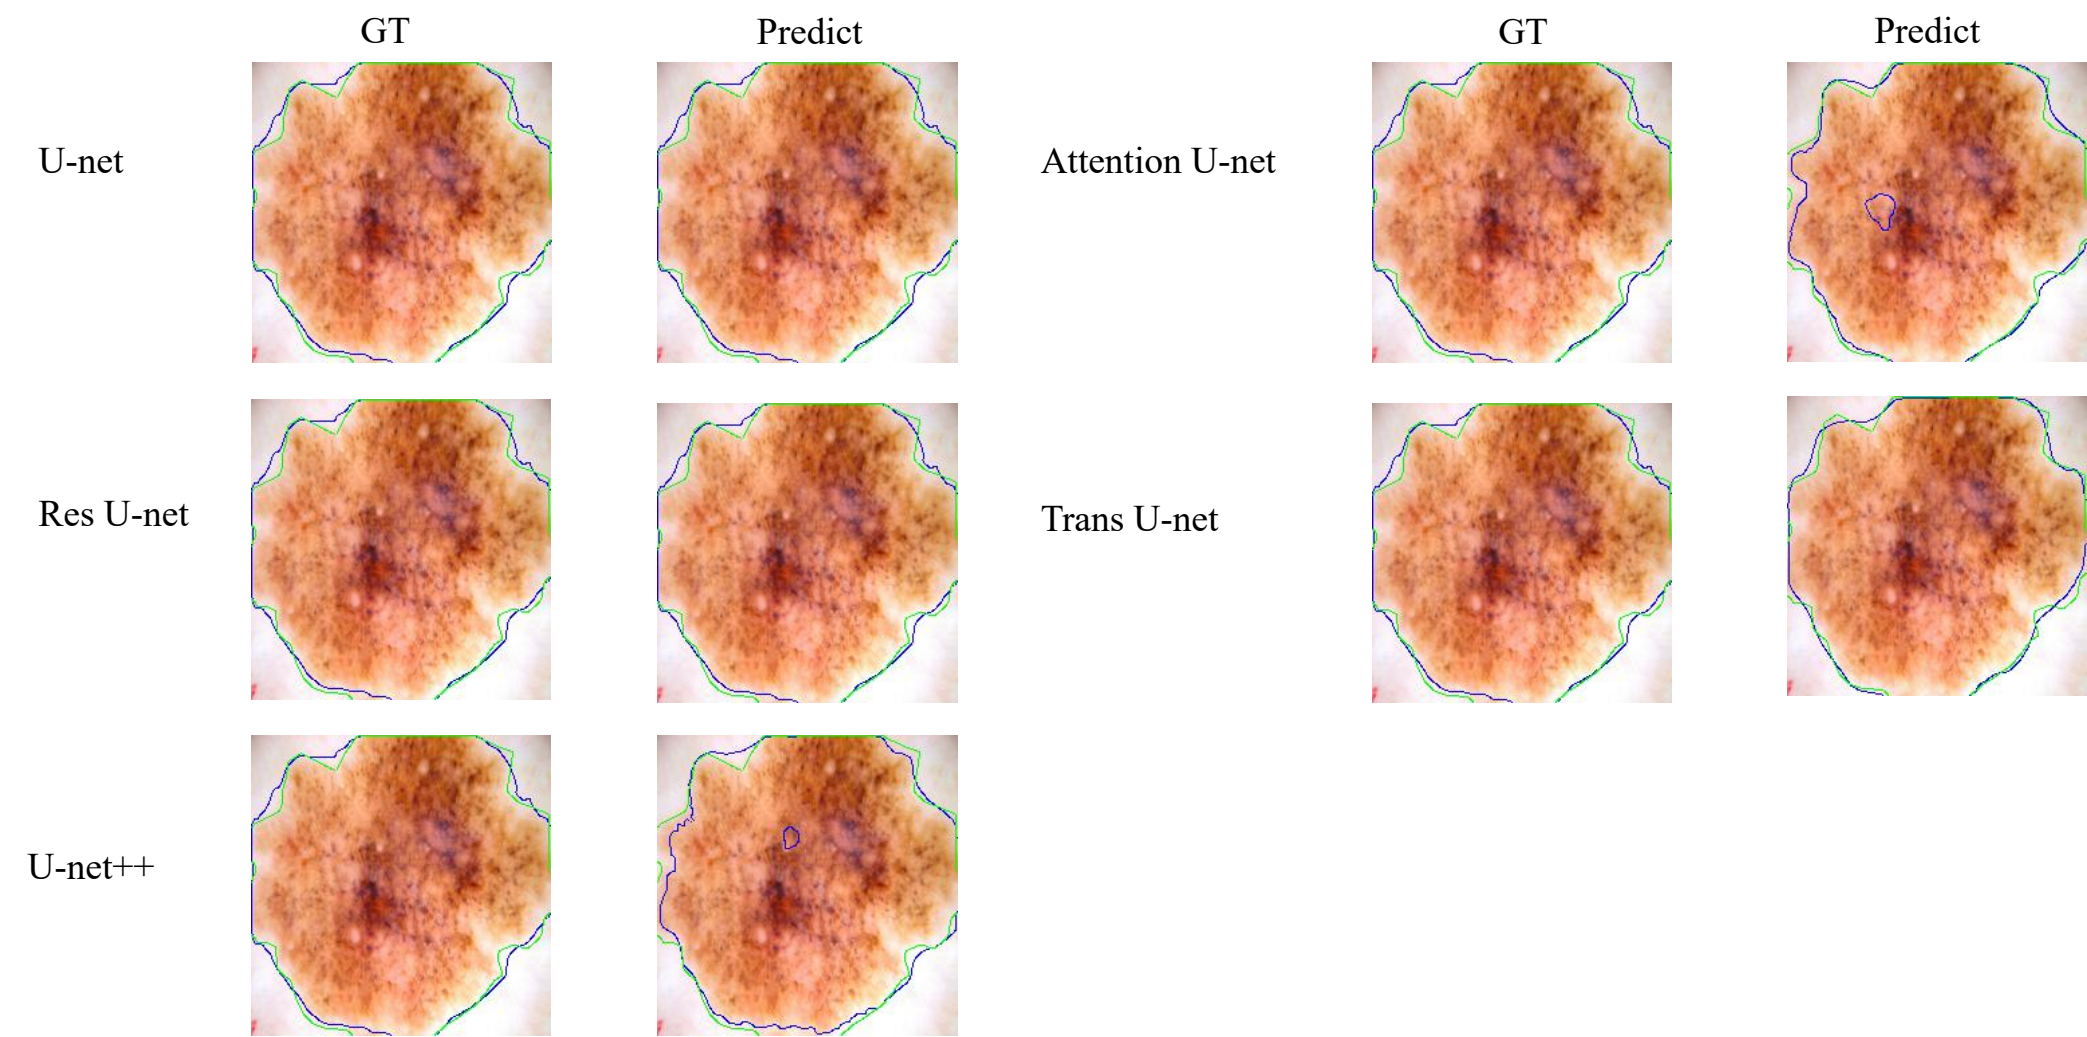 GT Predict GT Predict
U-net Attention U-net
Res U-net Trans U-net
U-net++